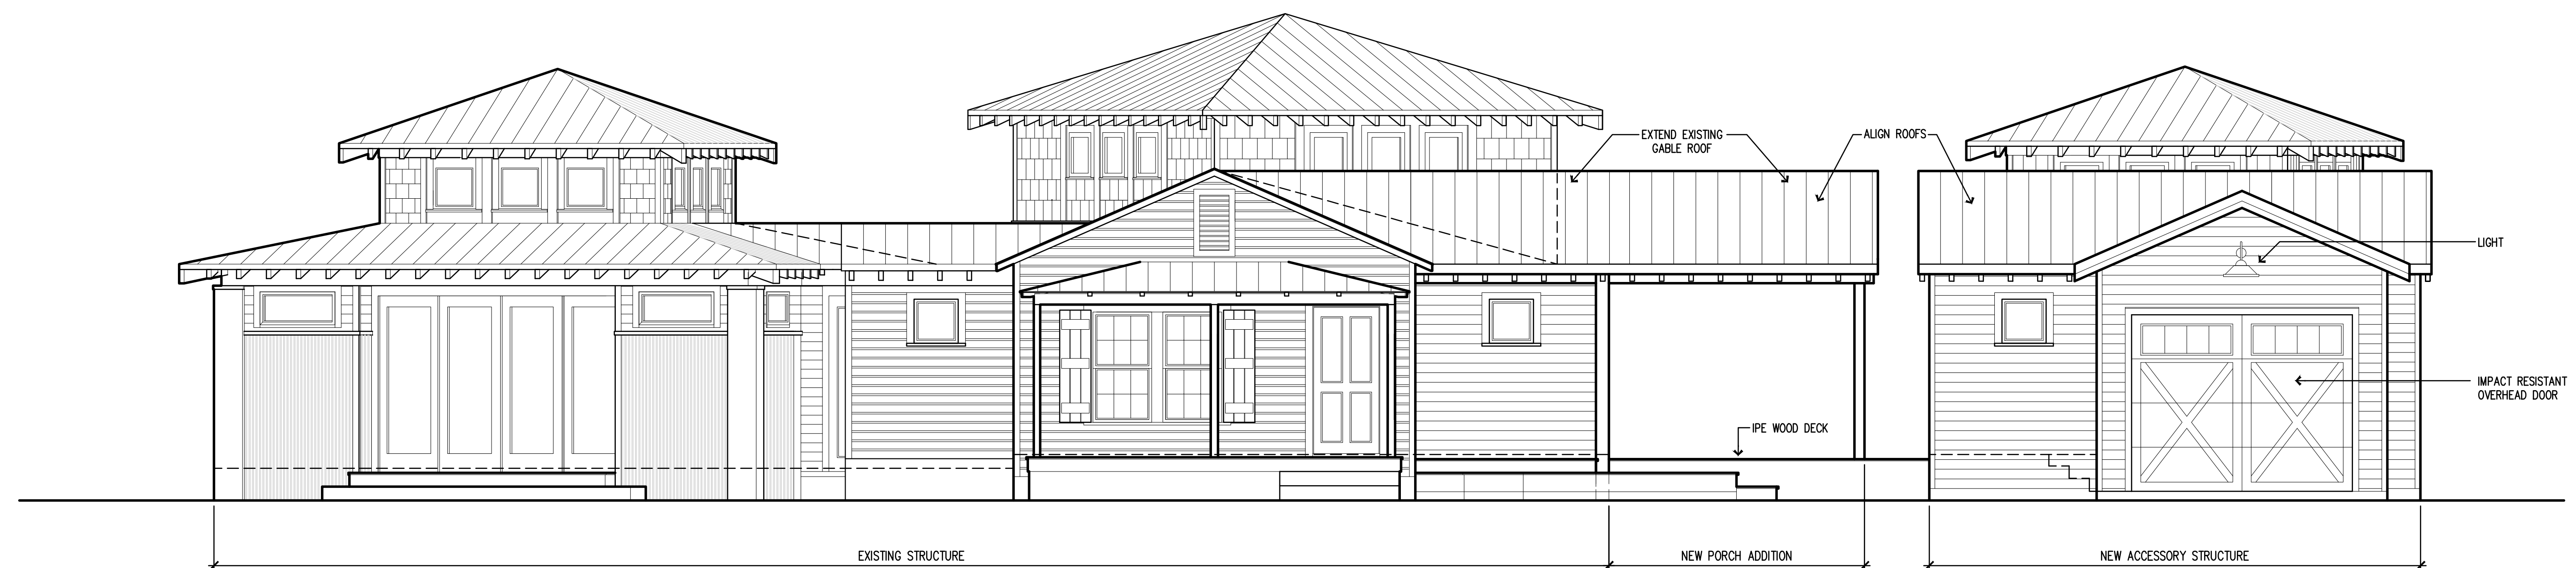 EXTEND EXISTING
GABLE ROOF
ALIGN ROOFS
LIGHT
IMPACT RESISTANT
OVERHEAD DOOR
IPE WOOD DECK
EXISTING STRUCTURE
NEW PORCH ADDITION
NEW ACCESSORY STRUCTURE